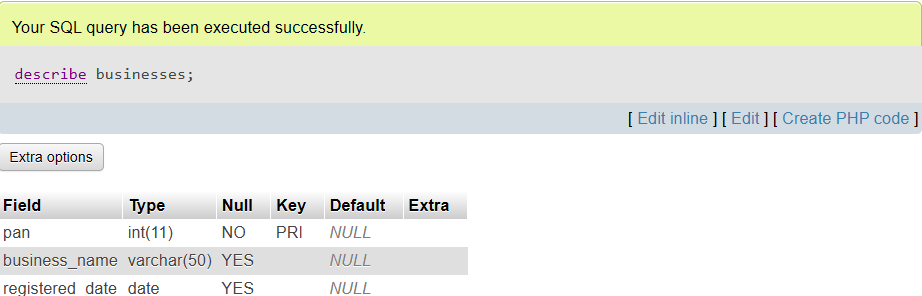 Your SQL query has been executed successfully.
describe businesses;
[ Edit inline ] [ Edit ] [ Create PHP code ]
Extra options
Field Type Null Key Default Extra
pan int(11) NO PRI NULL
business_name varchar(50) YES NULL
registered_date date YES NULL